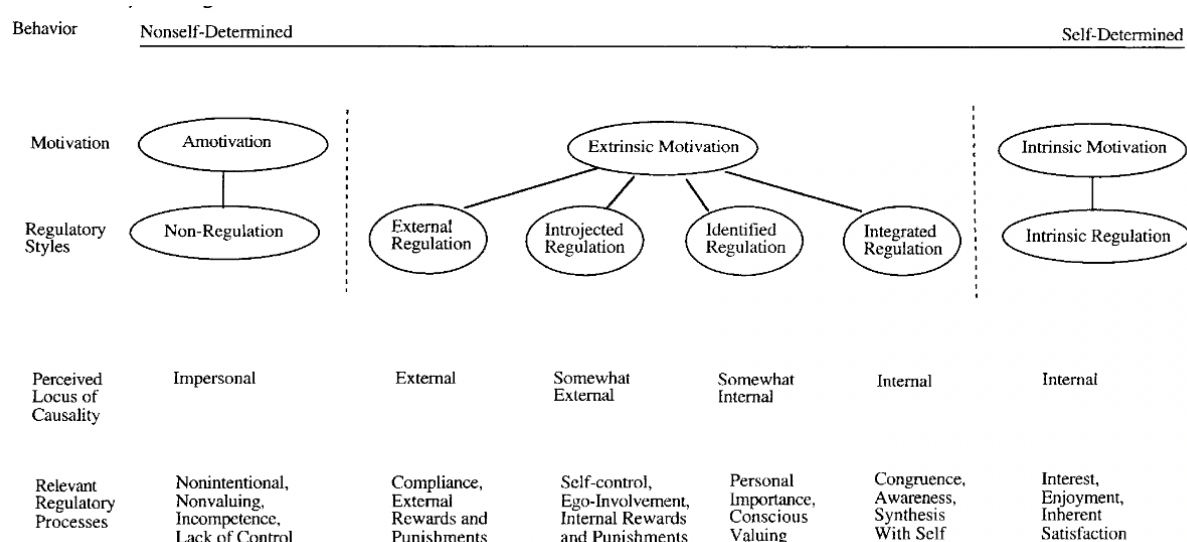 Behavior Nonself-Determined Self-Determined
Motivation Amotivation Extrinsic Motivation Intrinsic Motivation
Regulatory
Styles
Non-Regulation
External
Regulation
Introjected
Regulation
Identified
Regulation
Integrated
Regulation
Intrinsic Regulation
Perceived
Locus of
Causality
Impersonal
External
Somewhat
External
Somewhat
Internal
Internal
Internal
Relevant
Regulatory
Processes
Nonintentional,
Nonvaluing,
Incompetence,
Lack of Control
Compliance,
External
Rewards and
Punishments
Self-control,
Ego-Involvement,
Internal Rewards
and Punishments
Personal
Importance,
Conscious
Valuing
Congruence,
Awareness,
Synthesis
With Self
Interest,
Enjoyment,
Inherent
Satisfaction